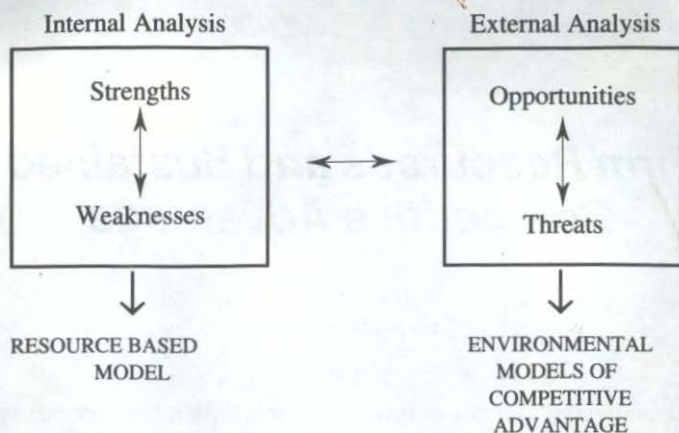 Internal Analysis
External Analysis
Strengths
Weaknesses
Opportunities
Threats
RESOURCE BASED
MODEL
ENVIRONMENTAL
MODELS OF
COMPETITIVE
ADVANTAGE